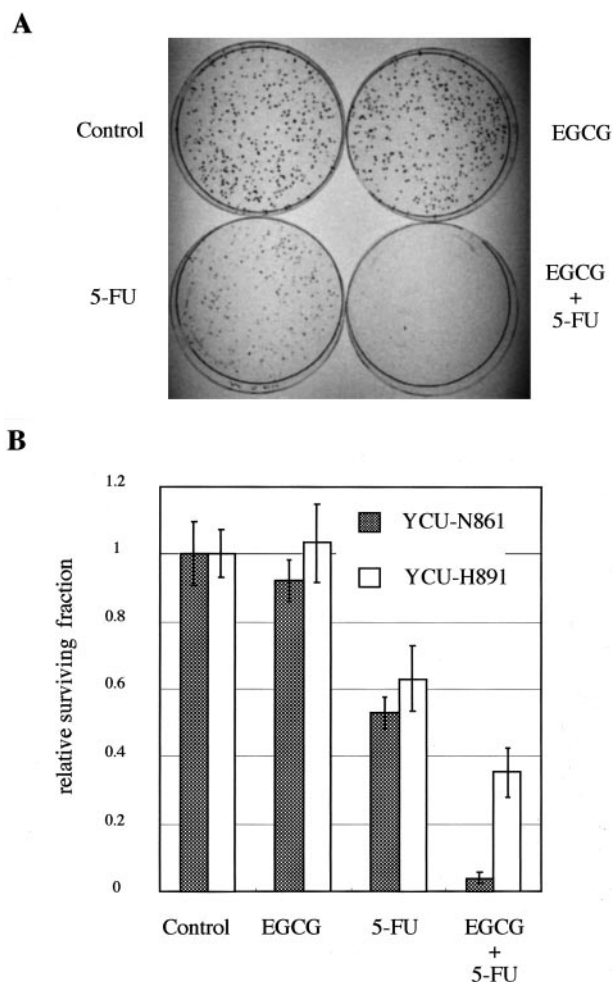 A
Control
EGCG
5-FU
EGCG
+
5-FU
B
1.2
1
0.8
0.6
0.4
0.2
0
relative surviving fraction
YCU-N861
YCU-H891
Control
EGCG
5-FU
EGCG
+
5-FU